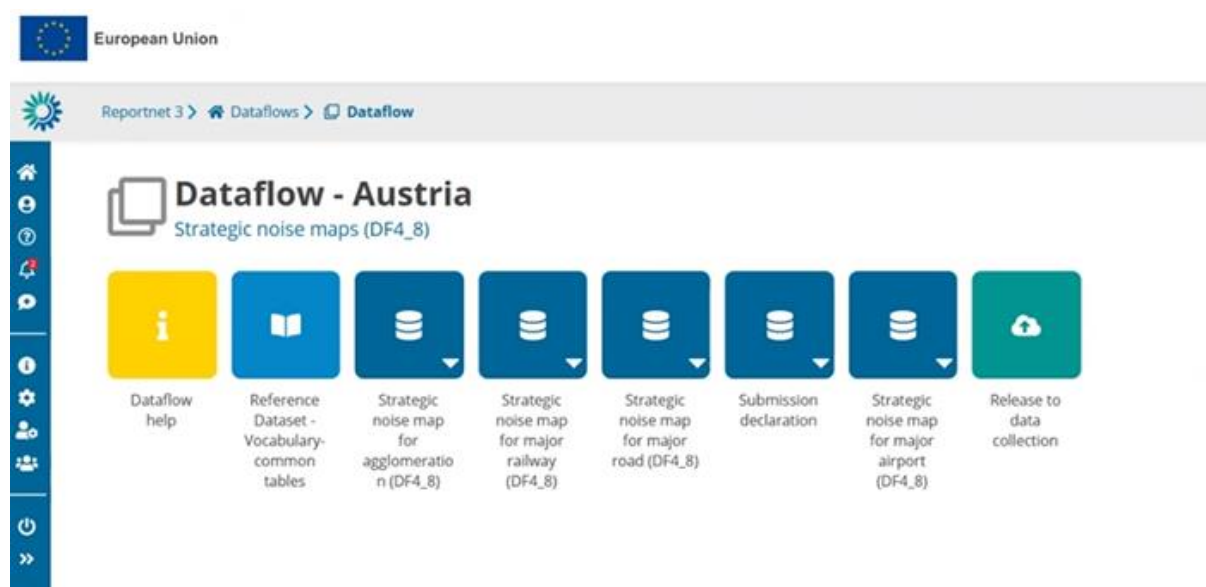 European Union
Reportnet 3 > Dataflows > Dataflow
2
Dataflow - Austria
Strategic noise maps (DF4_8)
Dataflow
help
Reference
Dataset -
Vocabulary-
common
tables
Strategic
noise map
for
agglomeratio
n (DF4_8)
Strategic
noise map
for major
railway
(DF4_8)
Strategic
noise map
for major
road (DF4_8)
Submission
declaration
Strategic
noise map
for major
airport
(DF4_8)
Release to
data
collection